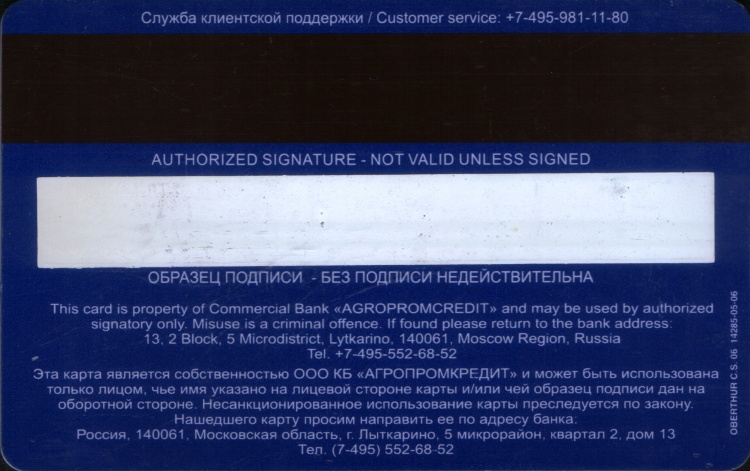 Служба клиентской поддержки / Customer service: +7-495-981-11-80
AUTHORIZED SIGNATURE - NOT VALID UNLESS SIGNED
ОБРАЗЕЦ ПОДПИСИ - БЕЗ ПОДПИСИ НЕДЕЙСТВИТЕЛЬНА
This card is property of Commercial Bank «AGROPROMCREDIT» and may be used by authorized
signatory only. Misuse is a criminal offence. If found please return to the bank address:
13, 2 Block, 5 Microdistrict, Lytkarino, 140061, Moscow Region, Russia
Tel. +7-495-552-68-52
Эта карта является собственностью ООО КБ «АГРОПРОМКРЕДИТ» и может быть использована
только лицом, чье имя указано на лицевой стороне карты и/или чей образец подписи дан на
оборотной стороне. Несанкционированное использование карты преследуется по закону.
Нашедшего карту просим направить ее по адресу банка:
Россия, 140061, Московская область, г. Лыткарино, 5 микрорайон, квартал 2, дом 13
Тел. (7-495) 552-68-52
OBERTHUR C.S. 06 14285-05-06